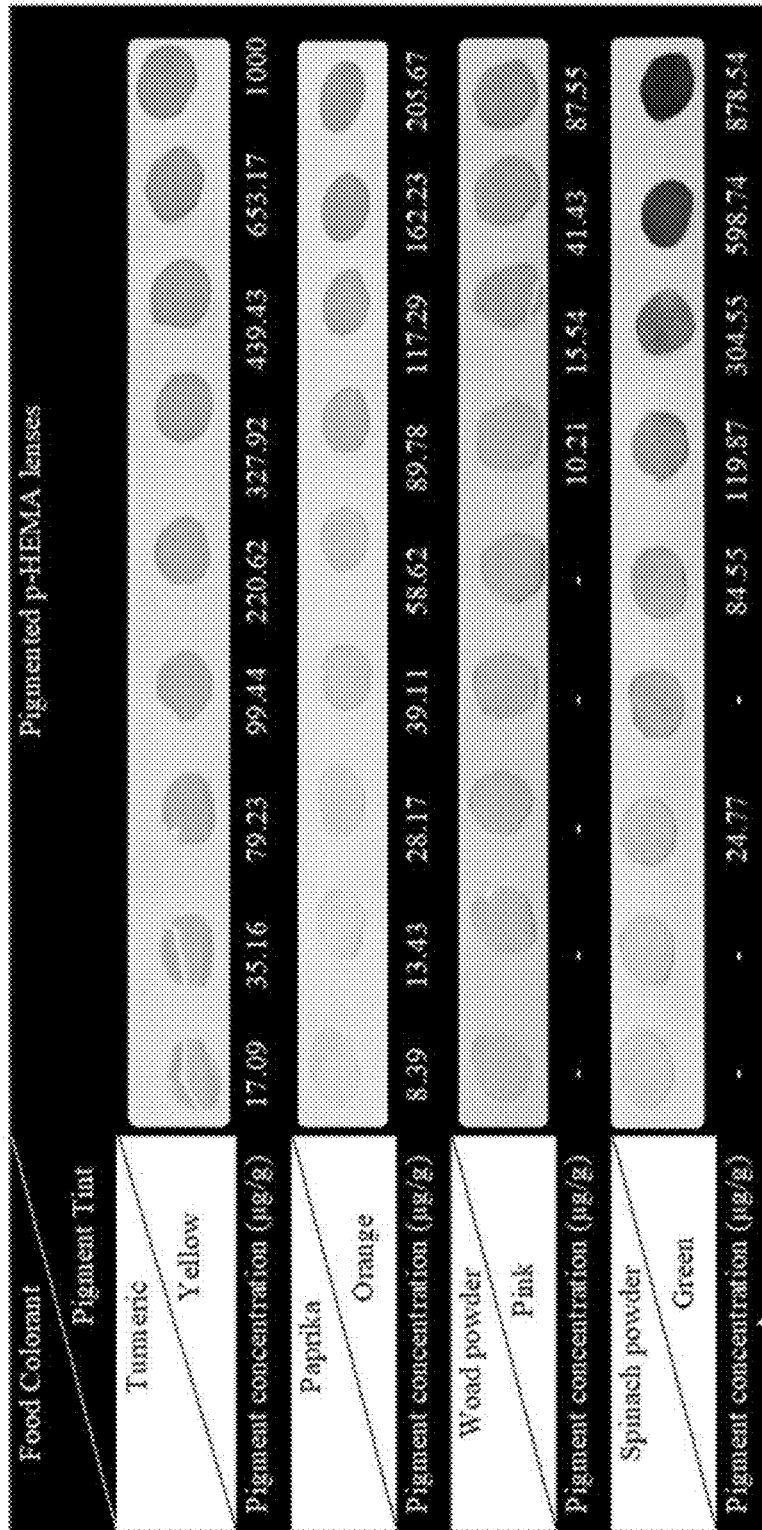 Food Colorant
Pigment Tint
Pigmented p-HEMA lenses
Tumeric
Yellow
Pigment concentration (µg/g) 17.09 35.16 79.23 99.44 220.62 327.92 439.43 653.17 1000
Paprika
Orange
Pigment concentration (µg/g) 8.39 13.43 28.17 39.11 58.62 89.78 117.29 162.23 205.67
Woad powder
Pink
Pigment concentration (µg/g) - - - - - 10.21 15.54 41.43 87.55
Spinach powder
Green
Pigment concentration (µg/g) - - 24.77 - 84.55 119.87 304.55 598.74 878.54